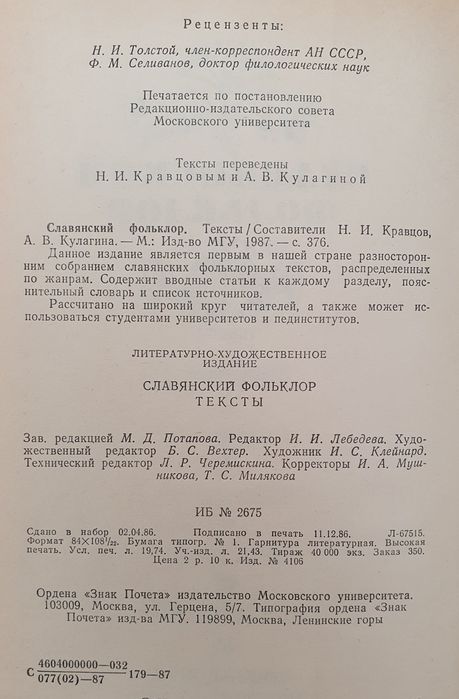 Рецензенты:
Н. И. Толстой, член-корреспондент АН СССР,
Ф. М. Селиванов, доктор филологических наук
Печатается по постановлению
Редакционно-издательского совета
Московского университета
Тексты переведены
Н. И. Кравцовым и А. В. Кулагиной
Славянский фольклор. Тексты/Составители Н. И. Кравцов,
А. В. Кулагина. — М.: Изд-во МГУ, 1987. — с. 376.
Данное издание является первым в нашей стране разносторон-
ним собранием славянских фольклорных текстов, распределенных
по жанрам. Содержит вводные статьи к каждому разделу, пояс-
нительный словарь и список источников.
Рассчитано на широкий круг читателей, а также может ис-
пользоваться студентами университетов и пединститутов.
ЛИТЕРАТУРНО-ХУДОЖЕСТВЕННОЕ
ИЗДАНИЕ
СЛАВЯНСКИЙ ФОЛЬКЛОР
ТЕКСТЫ
Зав. редакцией М. Д. Потапова. Редактор И. И. Лебедева. Худо-
жественный редактор Б. С. Вехтер. Художник И. С. Клейнард.
Технический редактор Л. Р. Черемискина. Корректоры И. А. Муш-
никова, Т. С. Милякова
ИБ № 2675
Сдано в набор 02.04.86. Подписано в печать 11.12.86. Л-67515.
Формат 84×108¹/₃₂. Бумага типогр. № 1. Гарнитура литературная. Высокая
печать. Усл. печ. л. 19,74. Уч.-изд. л. 21,43. Тираж 40 000 экз. Заказ 350.
Цена 2 р. 10 к. Изд. № 4106
Ордена «Знак Почета» издательство Московского университета.
103009, Москва, ул. Герцена, 5/7. Типография ордена «Знак
Почета» изд-ва МГУ. 119899, Москва, Ленинские горы
С 4604000000—032
077(02)—87 179—87